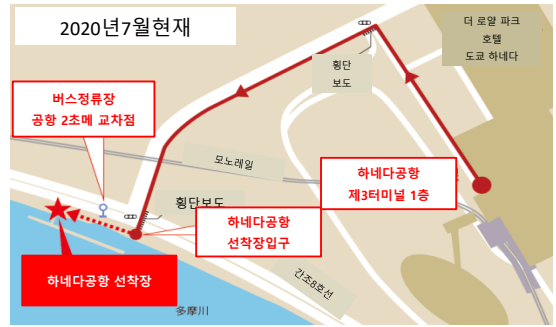 2020년7월현재
더 로얄 파크
호텔
도쿄 하네다
횡단
보도
버스정류장
공항 2초메 교차점
모노레일
하네다공항
제3터미널 1층
횡단보도
하네다공항
선착장입구
하네다공항 선착장
간조8호선
多摩川